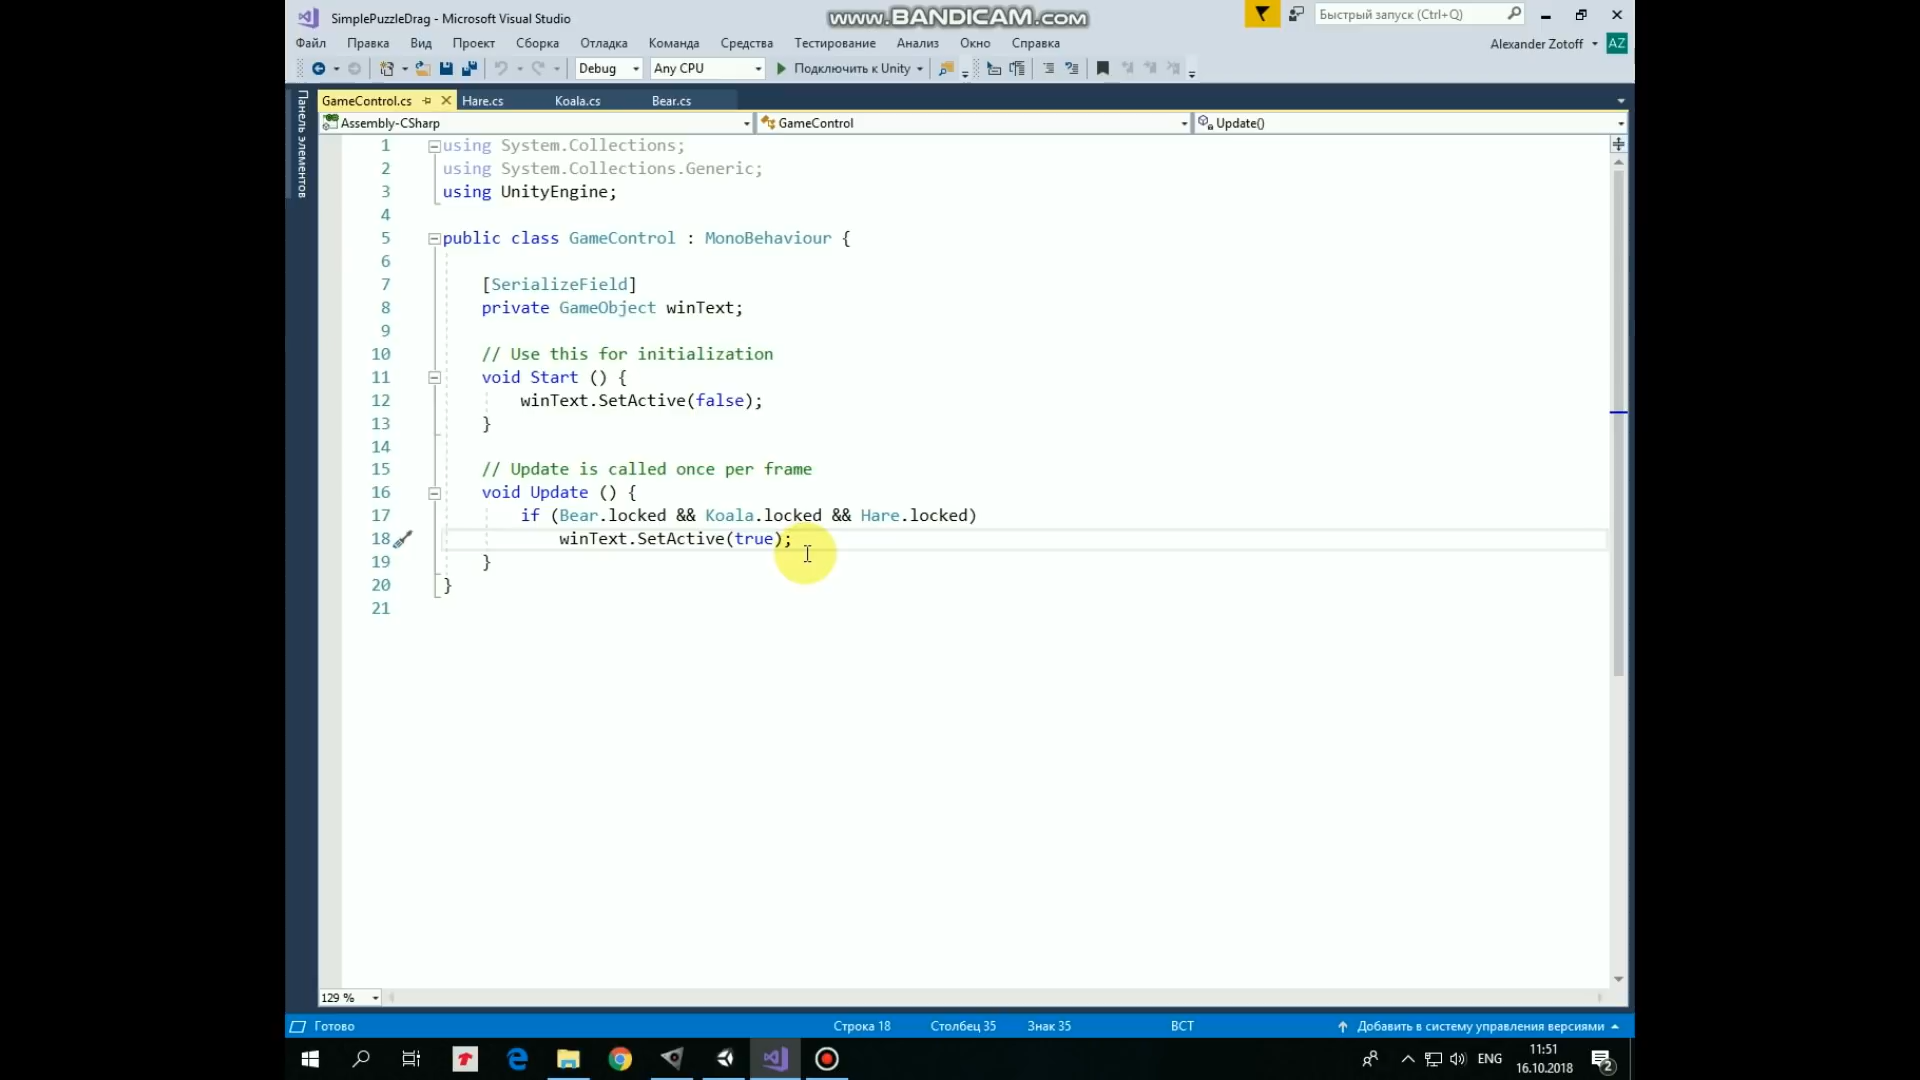 SimplePuzzleDrag - Microsoft Visual Studio
www.BANDICAM.com
Быстрый запуск (Ctrl+Q)
Файл Правка Вид Проект Сборка Отладка Команда Средства Тестирование Анализ Окно Справка
Alexander Zotoff AZ
Debug Any CPU Подключить к Unity
Панель элементов
GameControl.cs Hare.cs Koala.cs Bear.cs
Assembly-CSharp GameControl Update()
1 using System.Collections;
2 using System.Collections.Generic;
3 using UnityEngine;
4
5 public class GameControl : MonoBehaviour {
6
7 [SerializeField]
8 private GameObject winText;
9
10 // Use this for initialization
11 void Start () {
12 winText.SetActive(false);
13 }
14
15 // Update is called once per frame
16 void Update () {
17 if (Bear.locked && Koala.locked && Hare.locked)
18 winText.SetActive(true);
19 }
20 }
21
129 %
Готово Строка 18 Столбец 35 Знак 35 ВСТ Добавить в систему управления версиями
ENG 11:51
16.10.2018 2